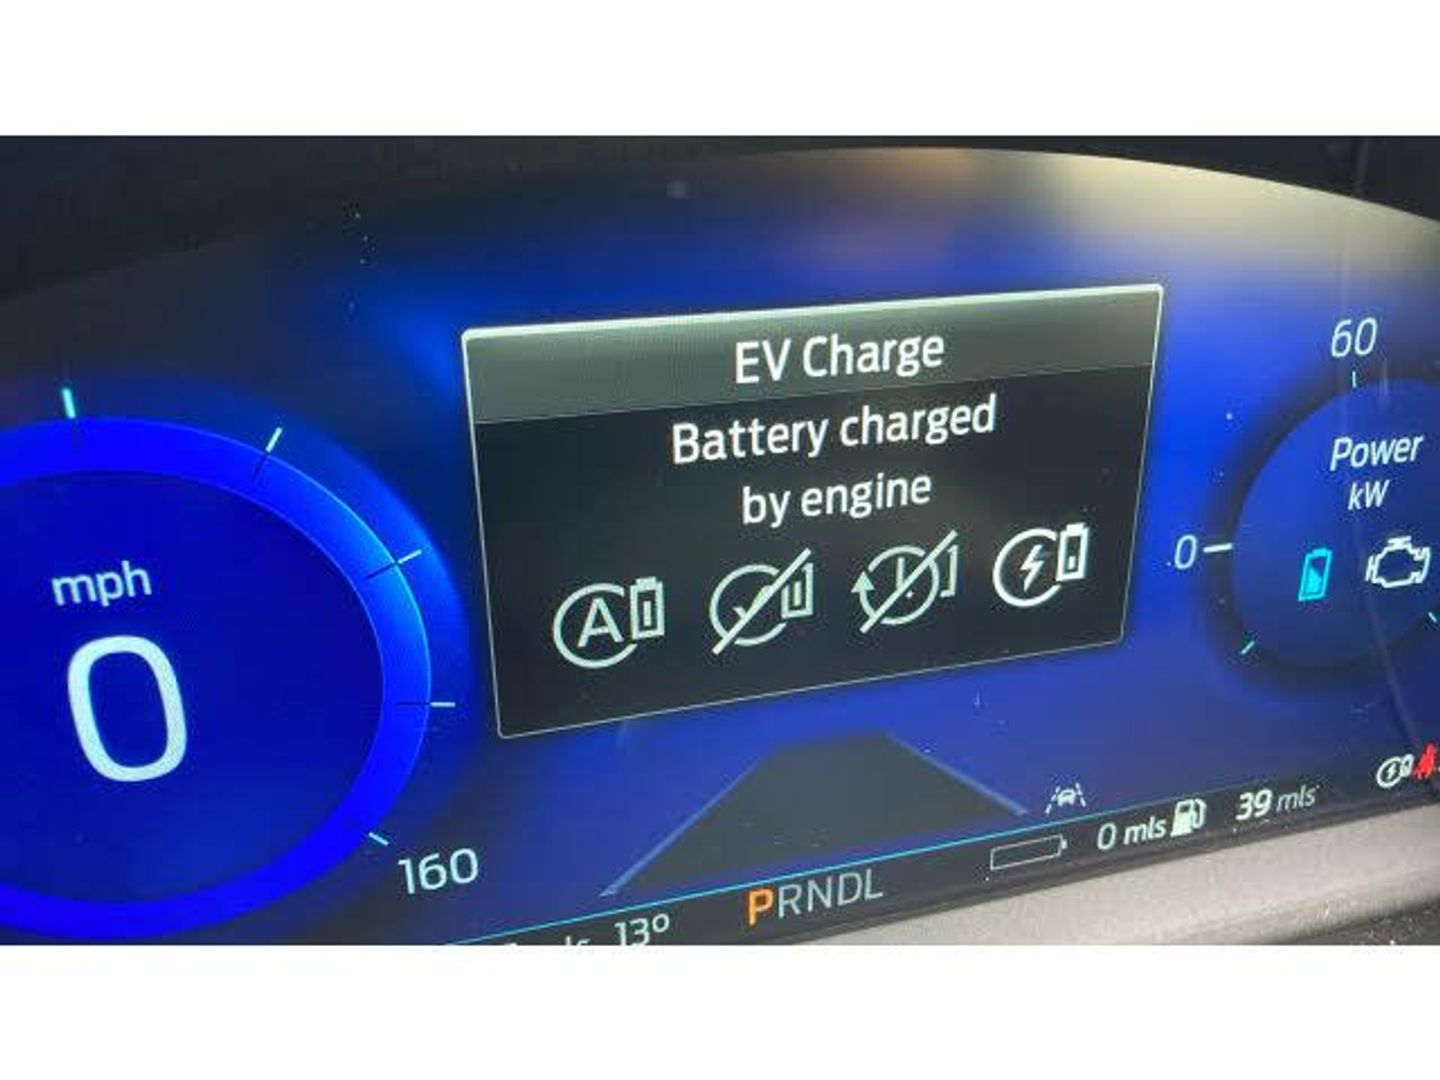 EV Charge
Battery charged
by engine
A
mph
0
160
60
Power
kW
0
0 mls
39 mls
PRNDL
13°